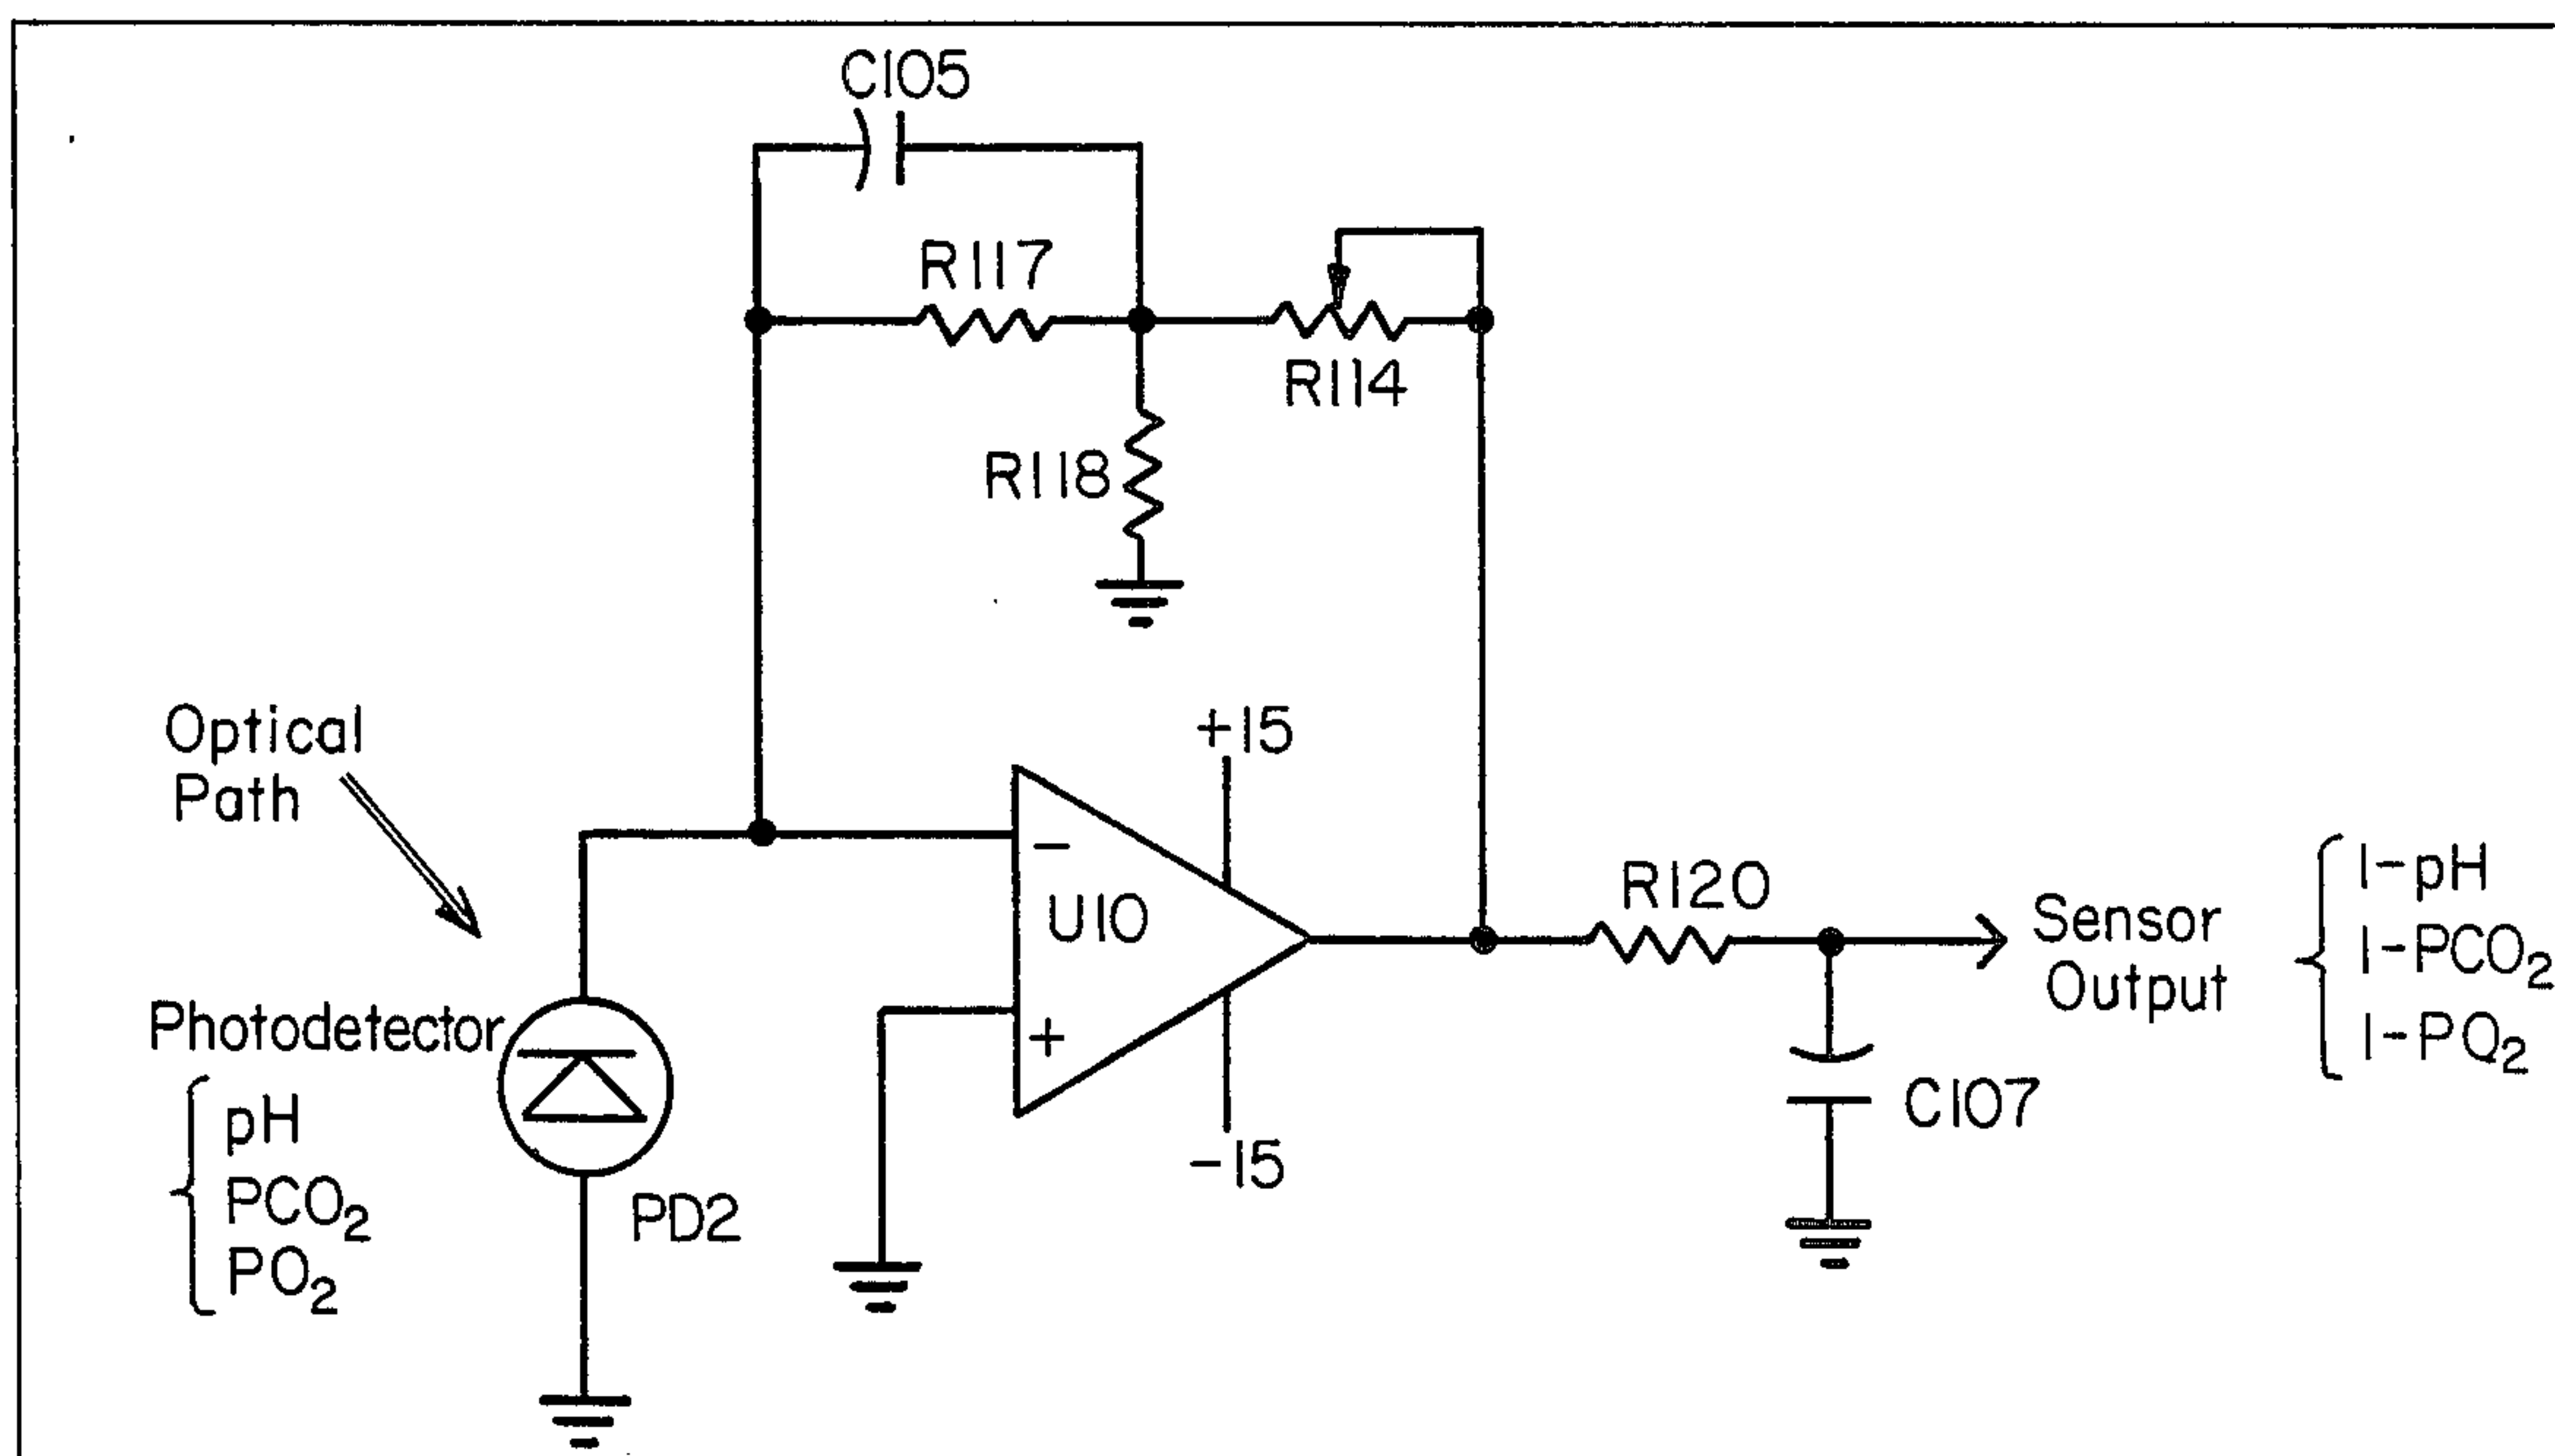 C105
R117
R114
R118
Optical
Path
+15
-
U10
+
-15
R120
Sensor
Output
1-pH
1-PCO2
1-PO2
C107
Photodetector
pH
PCO2
PO2
PD2